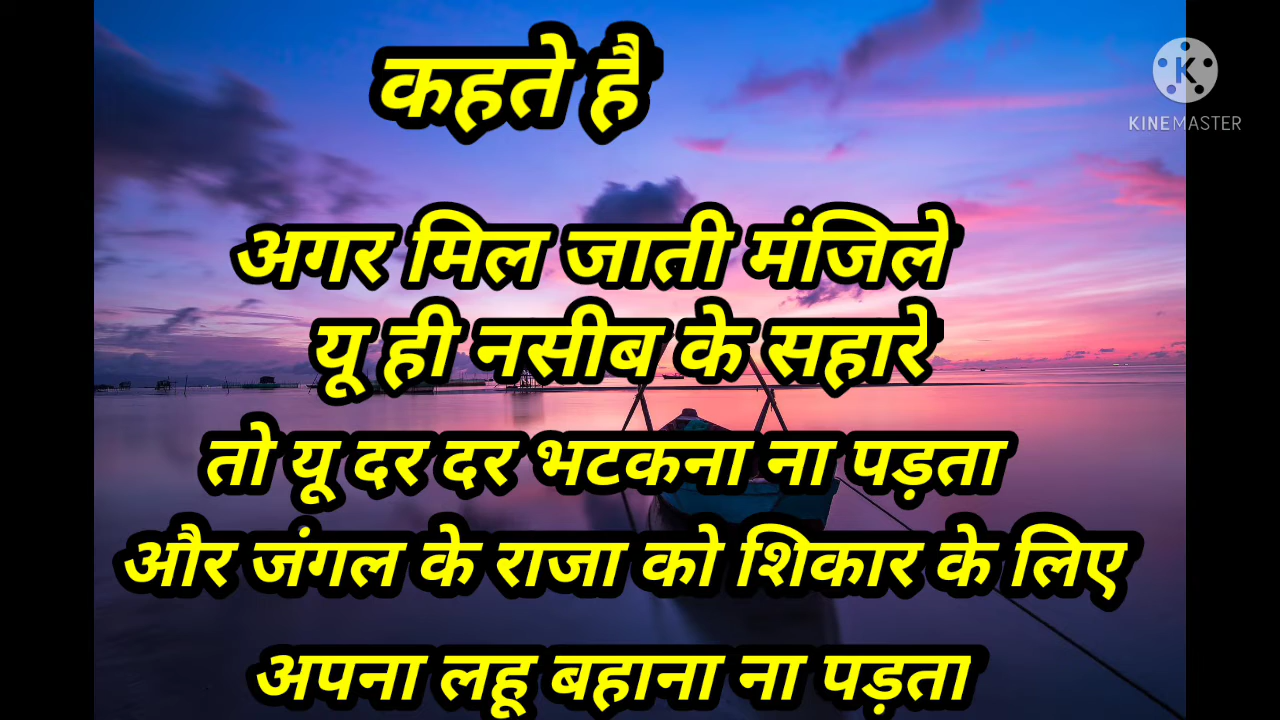 कहते है
KINEMASTER
अगर मिल जाती मंजिले
यू ही नसीब के सहारे
तो यू दर दर भटकना ना पड़ता
और जंगल के राजा को शिकार के लिए
अपना लहू बहाना ना पड़ता